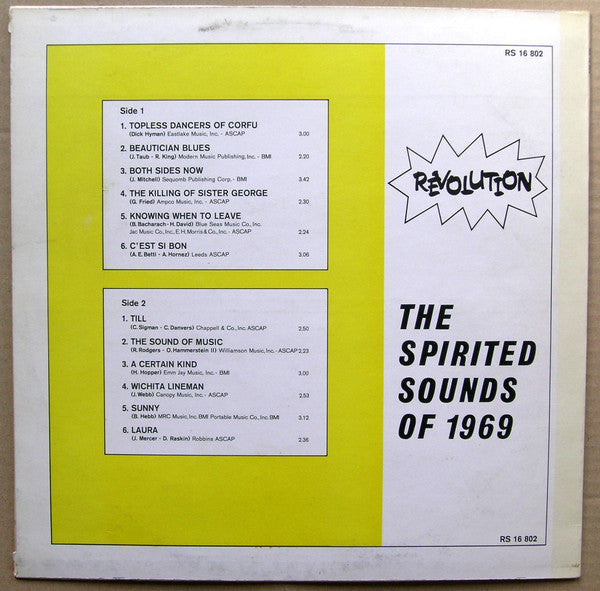 RS 16 802
Side 1
1. TOPLESS DANCERS OF CORFU
(Dick Hyman) Eastlake Music, Inc. - ASCAP 3.00
2. BEAUTICIAN BLUES
(J. Taub - R. King) Modern Music Publishing, Inc. - BMI 2.20
3. BOTH SIDES NOW
(J. Mitchell) Sequomb Publishing Corp. - BMI 3.42
4. THE KILLING OF SISTER GEORGE
(G. Fried) Ampco Music, Inc. - ASCAP 2.30
5. KNOWING WHEN TO LEAVE
(B. Bacharach - H. David) Blue Seas Music Co., Inc.
Jac Music Co., Inc., E. H. Morris & Co., Inc. - ASCAP 2.24
6. C'EST SI BON
(A. E. Betti - A. Hornez) Leeds ASCAP 3.06
Side 2
1. TILL
(C. Sigman - C. Danvers) Chappell & Co., Inc. ASCAP 2.50
2. THE SOUND OF MUSIC
(R. Rodgers - O. Hammerstein II) Williamson Music, Inc. - ASCAP 2.23
3. A CERTAIN KIND
(H. Hopper) Emm Jay Music, Inc. - BMI 3.00
4. WICHITA LINEMAN
(J. Webb) Canopy Music, Inc. - ASCAP 2.53
5. SUNNY
(B. Hebb) MRC Music, Inc. BMI Portable Music Co., Inc. BMI 3.12
6. LAURA
(J. Mercer - D. Raskin) Robbins ASCAP 2.36
REVOLUTION
THE
SPIRITED
SOUNDS
OF 1969
RS 16 802